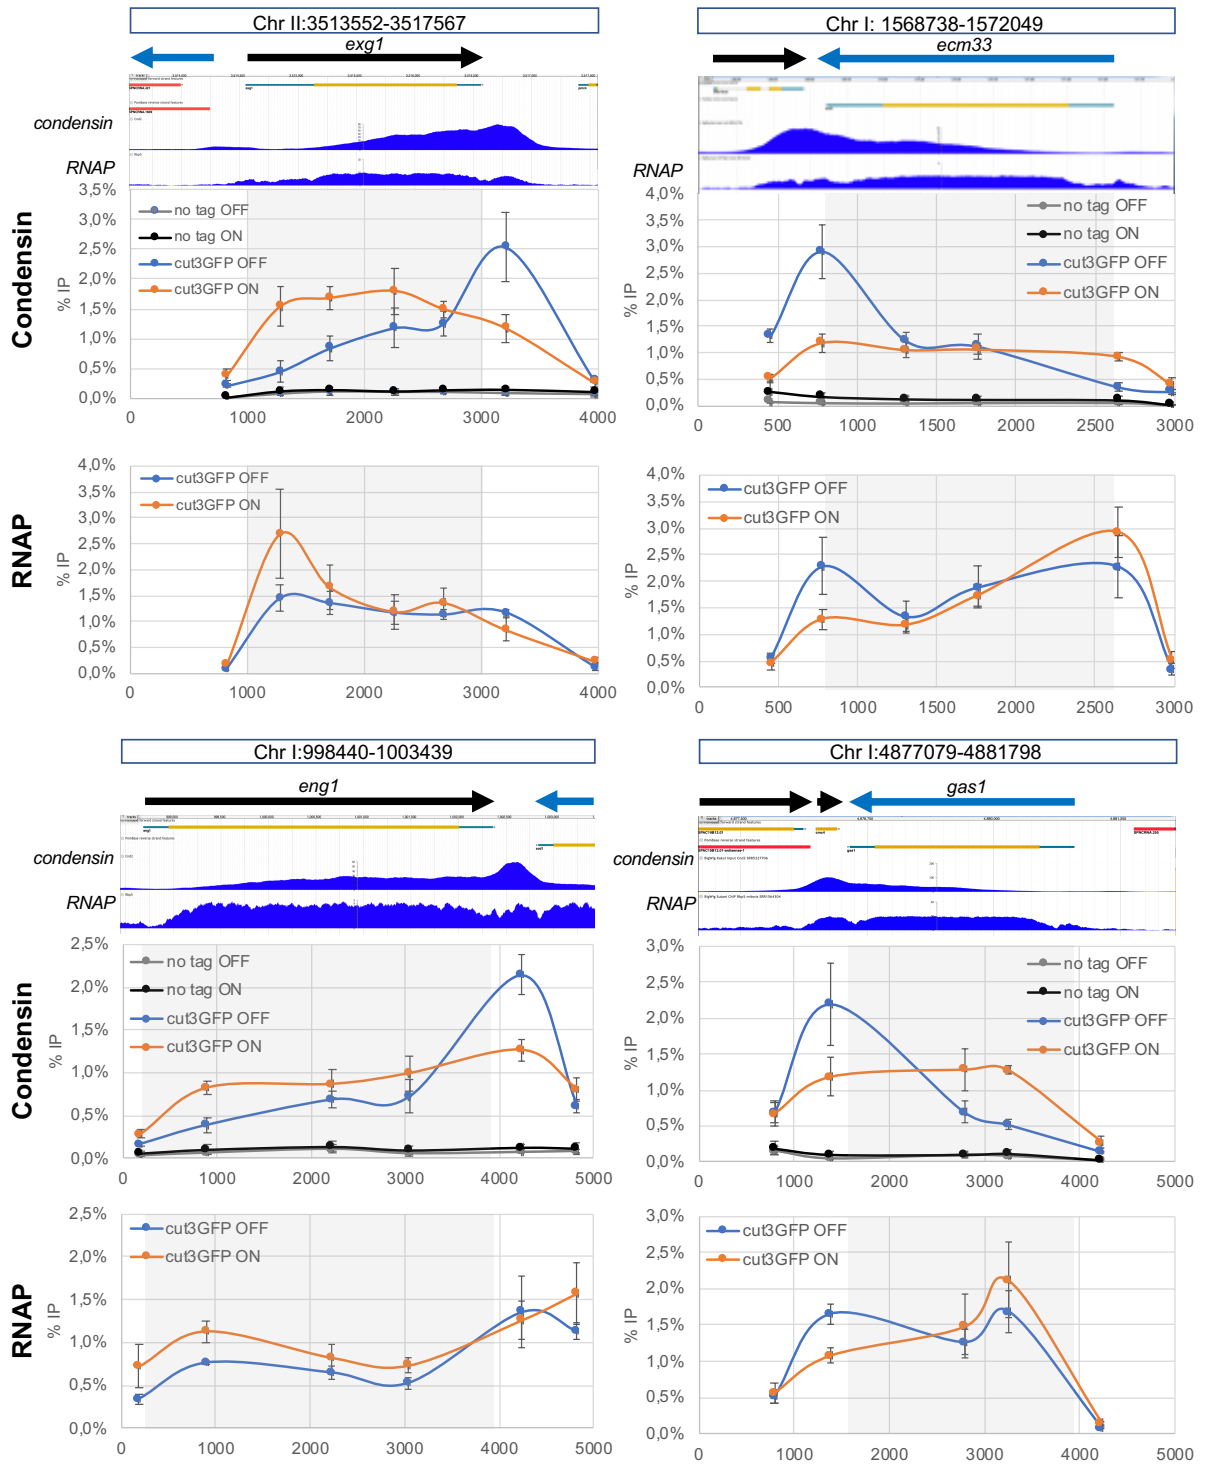 Chr II:3513552-3517567
exg1
condensin
RNAP
Condensin
3,5%
3,0%
2,5%
2,0%
1,5%
1,0%
0,5%
0,0%
% IP
no tag OFF
no tag ON
cut3GFP OFF
cut3GFP ON
0
1000
2000
3000
4000
RNAP
4,0%
3,5%
3,0%
2,5%
2,0%
1,5%
1,0%
0,5%
0,0%
% IP
cut3GFP OFF
cut3GFP ON
0
1000
2000
3000
4000
Chr I: 1568738-1572049
ecm33
RNAP
4,0%
3,5%
3,0%
2,5%
2,0%
1,5%
1,0%
0,5%
0,0%
% IP
no tag OFF
no tag ON
cut3GFP OFF
cut3GFP ON
500
1000
1500
2000
2500
3000
4,0%
3,5%
3,0%
2,5%
2,0%
1,5%
1,0%
0,5%
0,0%
% IP
cut3GFP OFF
cut3GFP ON
500
1000
1500
2000
2500
3000
Chr I:998440-1003439
eng1
condensin
RNAP
Condensin
2,5%
2,0%
1,5%
1,0%
0,5%
0,0%
% IP
no tag OFF
no tag ON
cut3GFP OFF
cut3GFP ON
0
1000
2000
3000
4000
5000
RNAP
2,5%
2,0%
1,5%
1,0%
0,5%
0,0%
% IP
cut3GFP OFF
cut3GFP ON
0
1000
2000
3000
4000
5000
Chr I:4877079-4881798
gas1
condensin
RNAP
3,0%
2,5%
2,0%
1,5%
1,0%
0,5%
0,0%
% IP
no tag OFF
no tag ON
cut3GFP OFF
cut3GFP ON
0
1000
2000
3000
4000
5000
3,0%
2,5%
2,0%
1,5%
1,0%
0,5%
0,0%
% IP
cut3GFP OFF
cut3GFP ON
0
1000
2000
3000
4000
5000